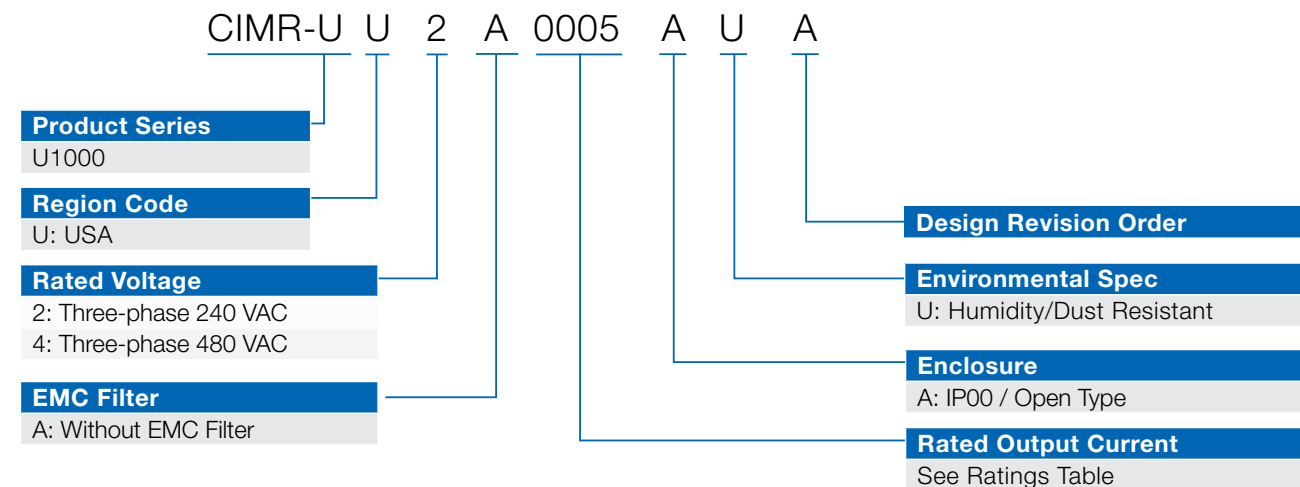 CIMR-U U 2 A 0005 A U A
Product Series
U1000
Region Code
U: USA
Rated Voltage
2: Three-phase 240 VAC
4: Three-phase 480 VAC
EMC Filter
A: Without EMC Filter
Design Revision Order
Environmental Spec
U: Humidity/Dust Resistant
Enclosure
A: IP00 / Open Type
Rated Output Current
See Ratings Table